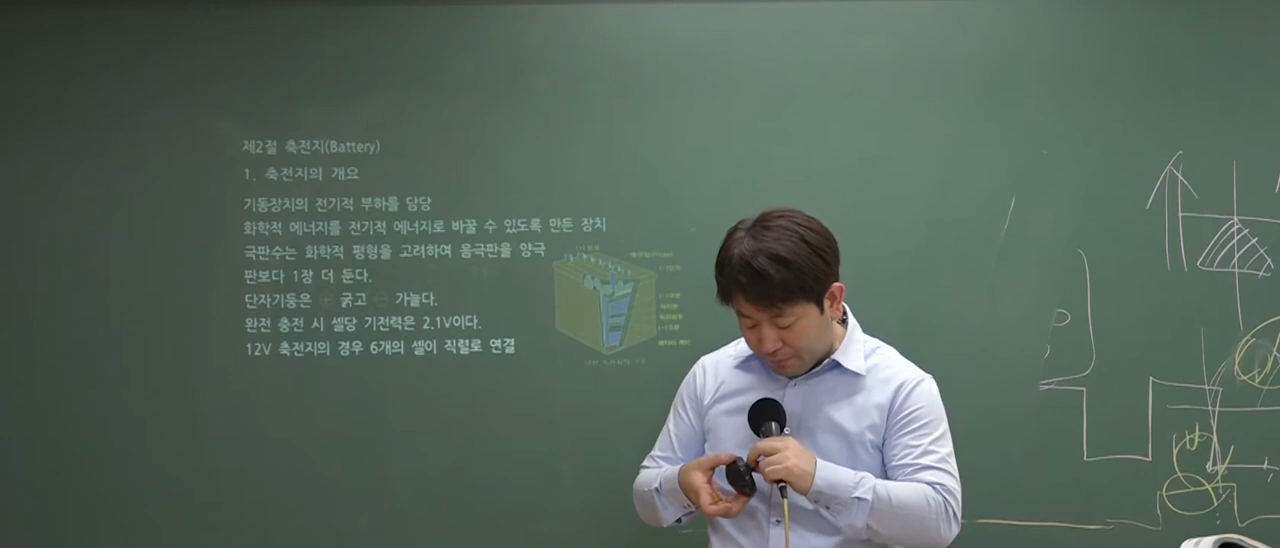 제2절 축전지(Battery)
1. 축전지의 개요
기동장치의 전기적 부하를 담당
화학적 에너지를 전기적 에너지로 바꿀 수 있도록 만든 장치
극판수는 화학적 평형을 고려하여 음극판을 양극
판보다 1장 더 둔다.
단자기둥은 ⊕ 굵고 ⊖ 가늘다.
완전 충전 시 셀당 기전력은 2.1V이다.
12V 축전지의 경우 6개의 셀이 직렬로 연결